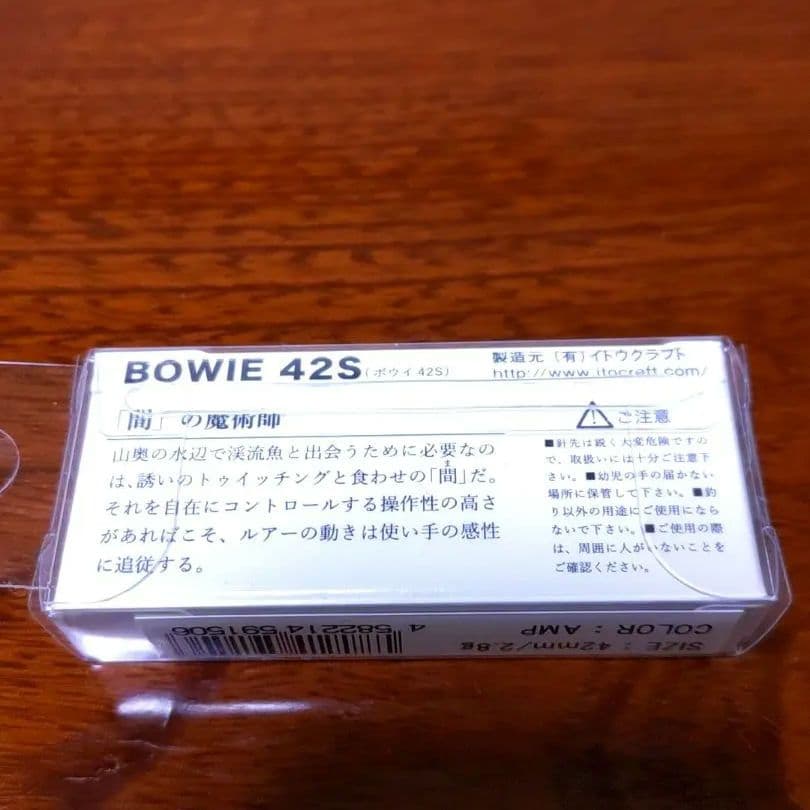 BOWIE 42S (ボウイ 42S)
製造元 (有) イトウクラフト
http://www.itocraft.com/
「間」の魔術師
山奥の水辺で渓流魚と出会うために必要なの
は、誘いのトゥイッチングと食わせの「間」だ。
ま
それを自在にコントロールする操作性の高さ
があればこそ、ルアーの動きは使い手の感性
に追従する。
ご注意
■針先は鋭く大変危険ですので
で、取扱いには十分ご注意下
さい。■幼児の手の届かない
場所に保管して下さい。■釣
り以外の用途にご使用になら
ないで下さい。■ご使用の際
は、周囲に人がいないことを
ご確認ください。
SIZE : 42mm/2.8g
COLOR : AMP
4 582214 591506